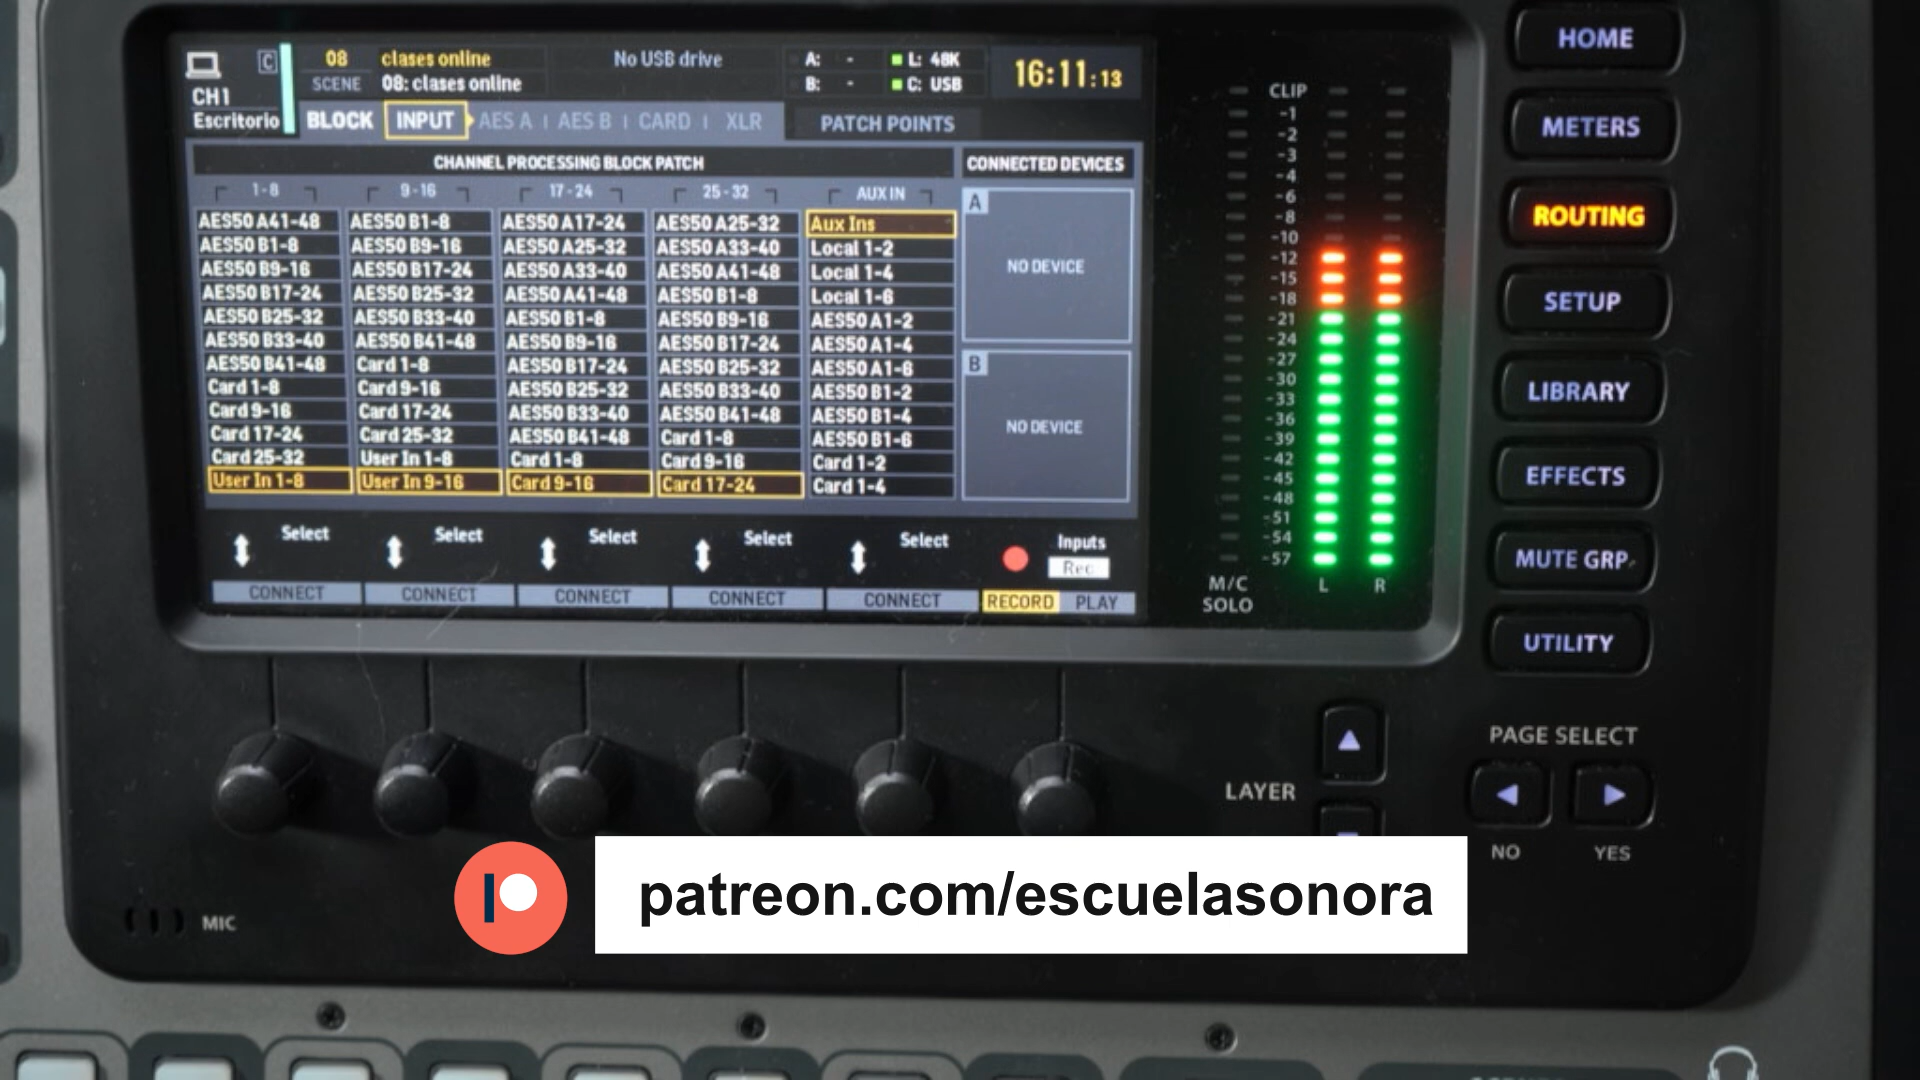 C
CH1
Escritorio
08 clases online
SCENE 08: clases online
No USB drive
A: - L: 48K
B: - C: USB
16:11:13
BLOCK INPUT AES A | AES B | CARD | XLR
PATCH POINTS
CHANNEL PROCESSING BLOCK PATCH
CONNECTED DEVICES
1-8 9-16 17-24 25-32 AUX IN
AES50 A41-48 AES50 B1-8 AES50 A17-24 AES50 A25-32 Aux Ins
AES50 B1-8 AES50 B9-16 AES50 A25-32 AES50 A33-40 Local 1-2
AES50 B9-16 AES50 B17-24 AES50 A33-40 AES50 A41-48 Local 1-4
AES50 B17-24 AES50 B25-32 AES50 A41-48 AES50 B1-8 Local 1-6
AES50 B25-32 AES50 B33-40 AES50 B1-8 AES50 B9-16 AES50 A1-2
AES50 B33-40 AES50 B41-48 AES50 B9-16 AES50 B17-24 AES50 A1-4
AES50 B41-48 Card 1-8 AES50 B17-24 AES50 B25-32 AES50 A1-6
Card 1-8 Card 9-16 AES50 B25-32 AES50 B33-40 AES50 B1-2
Card 9-16 Card 17-24 AES50 B33-40 AES50 B41-48 AES50 B1-4
Card 17-24 Card 25-32 AES50 B41-48 Card 1-8 AES50 B1-6
Card 25-32 User In 1-8 Card 1-8 Card 9-16 Card 1-2
User In 1-8 User In 9-16 Card 9-16 Card 17-24 Card 1-4
A
NO DEVICE
B
NO DEVICE
Select Select Select Select Select
Inputs
Rec
CONNECT CONNECT CONNECT CONNECT CONNECT
RECORD PLAY
CLIP
-1
-2
-3
-4
-6
-8
-10
-12
-15
-18
-21
-24
-27
-30
-33
-36
-39
-42
-45
-48
-51
-54
-57
M/C
SOLO
L R
HOME
METERS
ROUTING
SETUP
LIBRARY
EFFECTS
MUTE GRP.
UTILITY
PAGE SELECT
LAYER
NO YES
MIC
patreon.com/escuelasonora